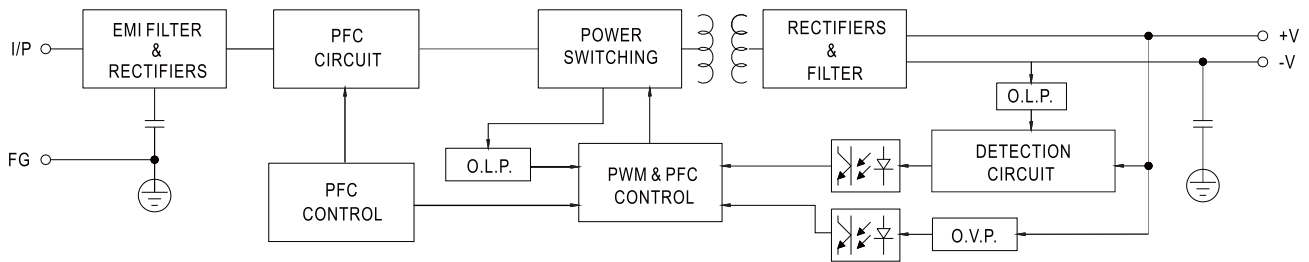 I/P
EMI FILTER
&
RECTIFIERS
PFC
CIRCUIT
POWER
SWITCHING
RECTIFIERS
&
FILTER
+V
-V
O.L.P.
FG
O.L.P.
PFC
CONTROL
PWM & PFC
CONTROL
DETECTION
CIRCUIT
O.V.P.